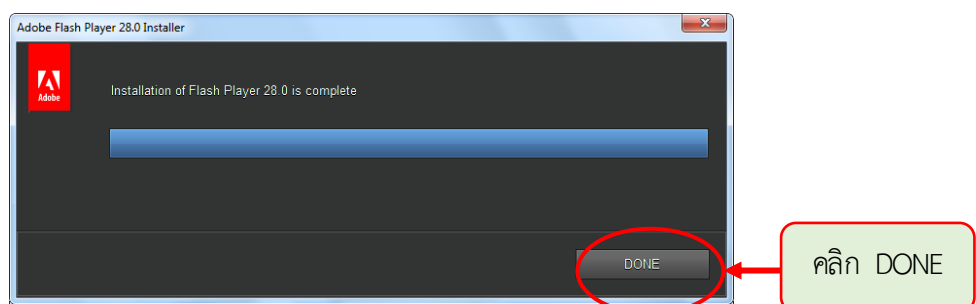 Adobe Flash Player 28.0 Installer
Adobe
Installation of Flash Player 28.0 is complete
DONE
คลิก DONE